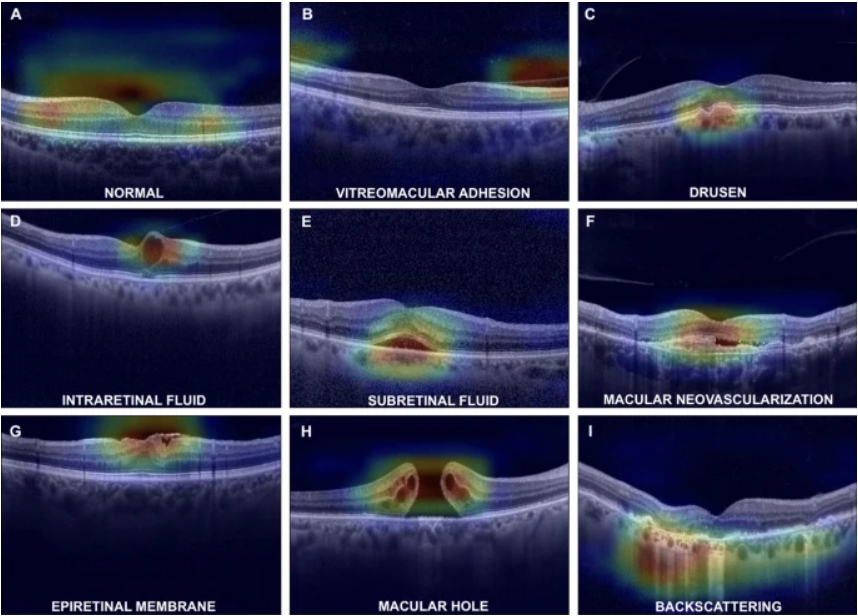 A
NORMAL
B
VITREOMACULAR ADHESION
C
DRUSEN
D
INTRARETINAL FLUID
E
SUBRETINAL FLUID
F
MACULAR NEOVASCULARIZATION
G
EPIRETINAL MEMBRANE
H
MACULAR HOLE
I
BACKSCATTERING